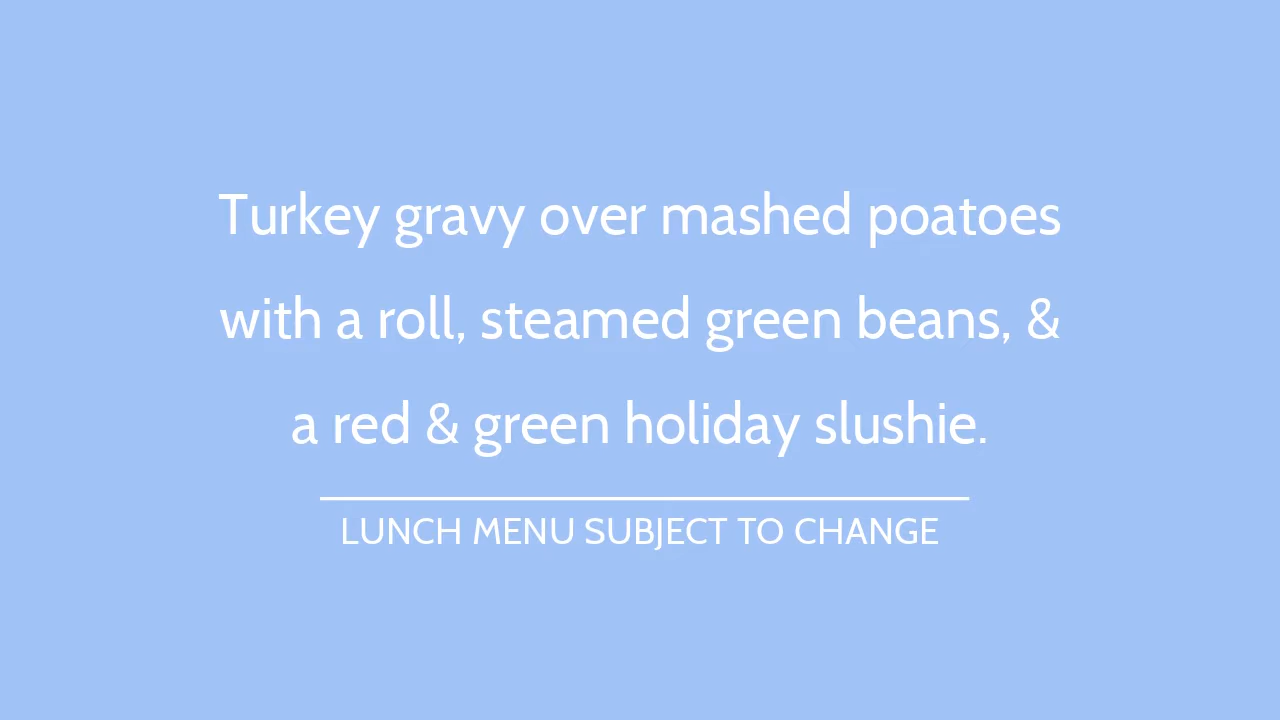 Turkey gravy over mashed poatoes
with a roll, steamed green beans, &
a red & green holiday slushie.
LUNCH MENU SUBJECT TO CHANGE